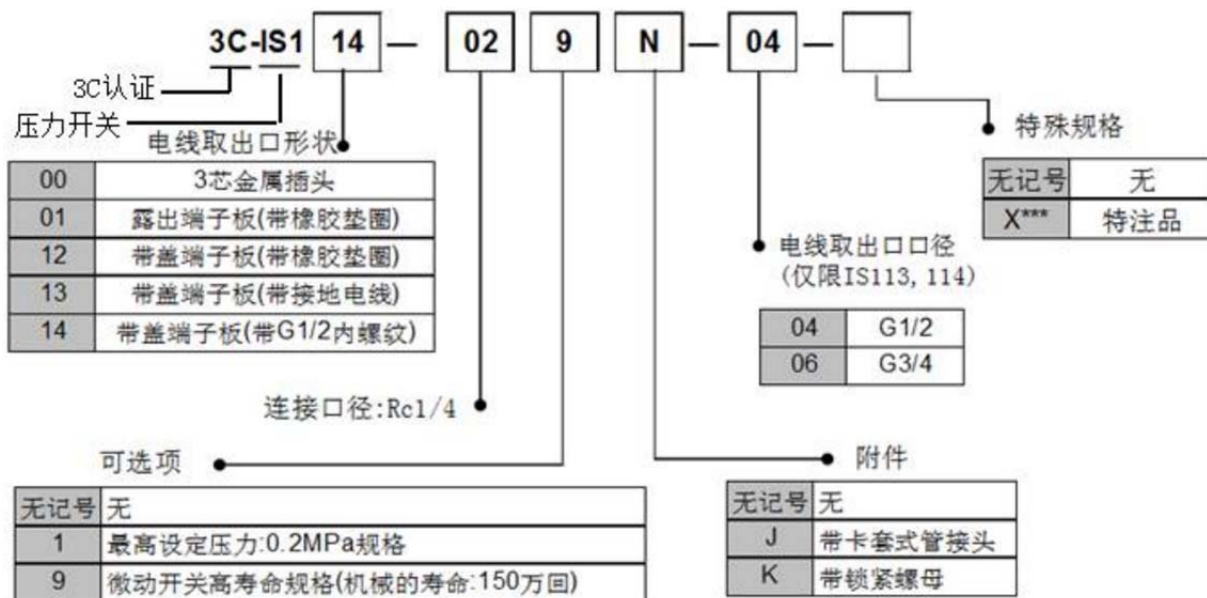 3C-IS1 14 — 02 9 N — 04 —
3C认证
压力开关
电线取出口形状
00 3芯金属插头
01 露出端子板(带橡胶垫圈)
12 带盖端子板(带橡胶垫圈)
13 带盖端子板(带接地电线)
14 带盖端子板(带G1/2内螺纹)
特殊规格
无记号 无
X*** 特注品
电线取出口口径
(仅限IS113, 114)
04 G1/2
06 G3/4
连接口径:Rc1/4
可选项
无记号 无
1 最高设定压力:0.2MPa规格
9 微动开关高寿命规格(机械的寿命:150万回)
附件
无记号 无
J 带卡套式管接头
K 带锁紧螺母